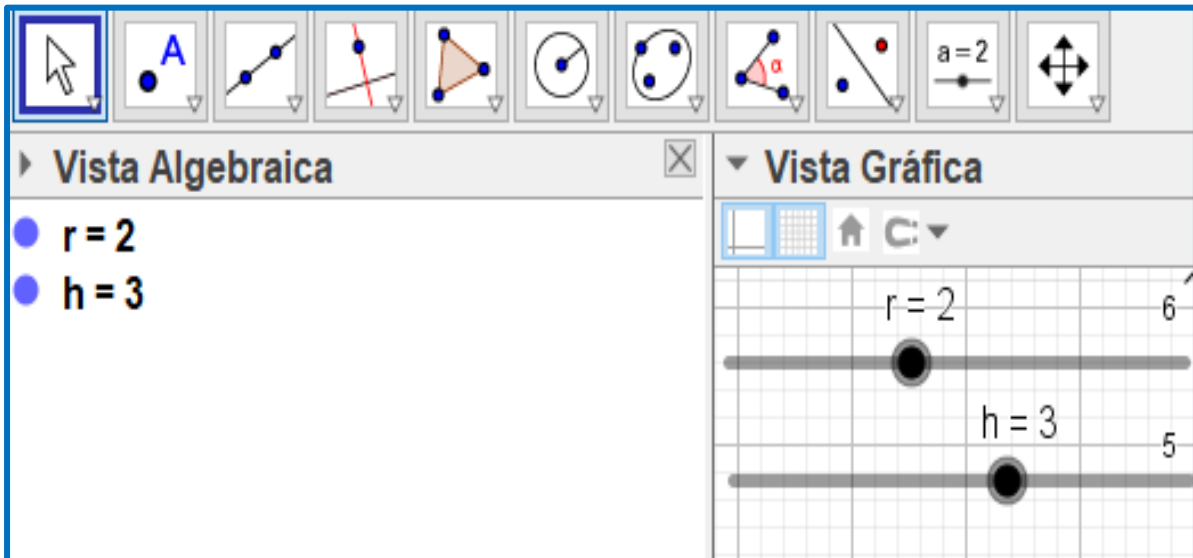 A
α
a = 2
Vista Algebraica
Vista Gráfica
r = 2
h = 3
r = 2
6
h = 3
5